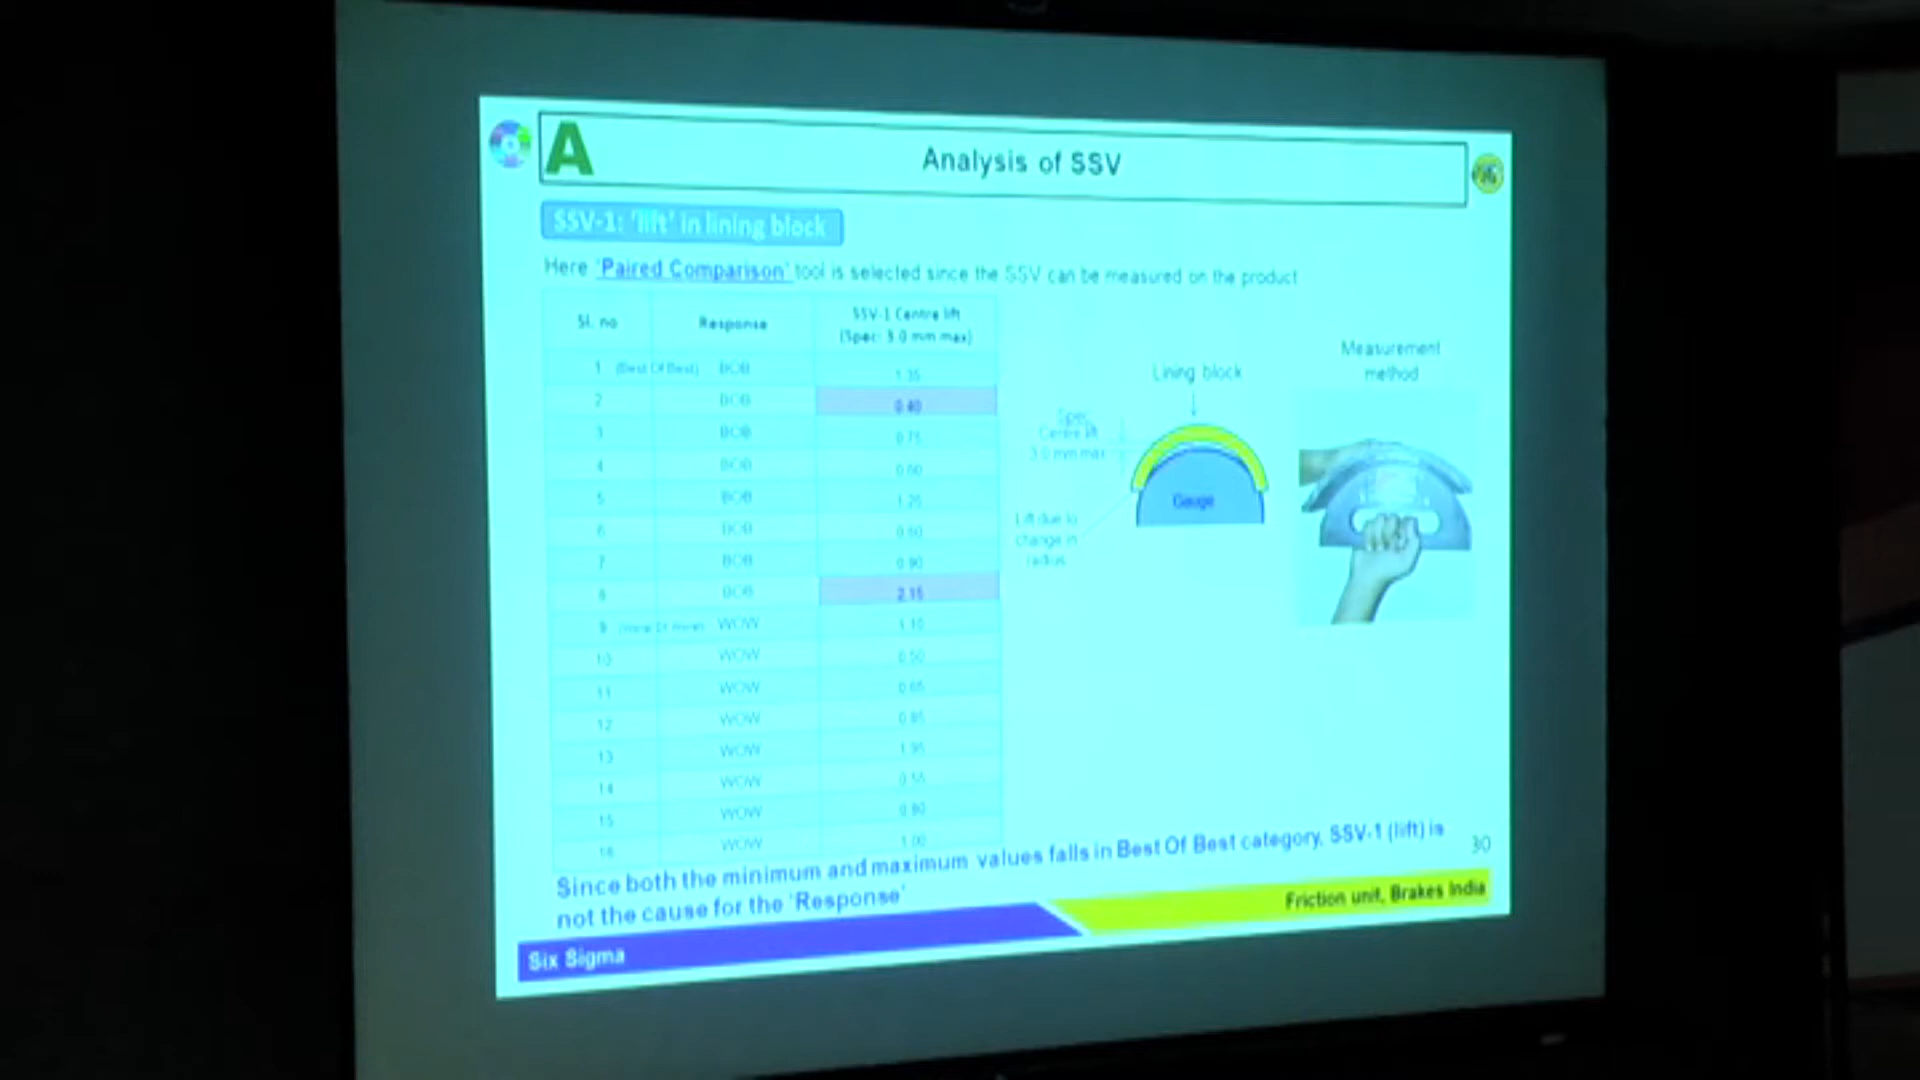 A
Analysis of SSV
SSV-1: 'lift' in lining block
Here 'Paired Comparison' tool is selected since the SSV can be measured on the product
Sl. no Response SSV-1 Centre lift
(Spec: 3.0 mm max)
1 (Best Of Best) BOB 1.35
2 BOB 0.40
3 BOB 0.75
4 BOB 0.60
5 BOB 1.25
6 BOB 0.60
7 BOB 0.90
8 BOB 2.15
9 WOW 1.10
10 WOW 0.50
11 WOW 0.65
12 WOW 0.85
13 WOW 1.95
14 WOW 0.55
15 WOW 0.90
16 WOW 1.00
Lining block
Spec
Centre lift
3.0 mm max
Gauge
Lift due to
change in
radius
Measurement
method
Since both the minimum and maximum values falls in Best Of Best category, SSV-1 (lift) is
not the cause for the 'Response'
30
Friction unit, Brakes India
Six Sigma